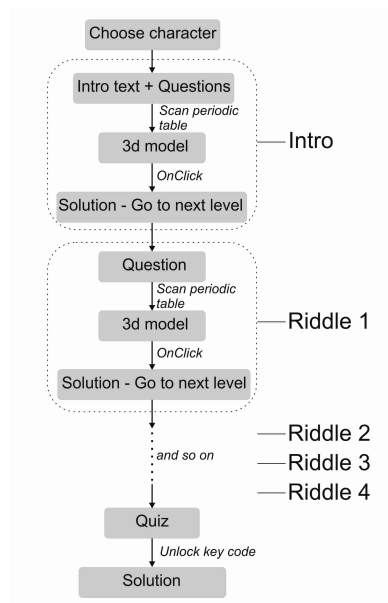 Choose character
Intro text + Questions
Scan periodic
table
3d model
OnClick
Solution - Go to next level
Intro
Question
Scan periodic
table
3d model
OnClick
Solution - Go to next level
Riddle 1
and so on
Riddle 2
Riddle 3
Riddle 4
Quiz
Unlock key code
Solution